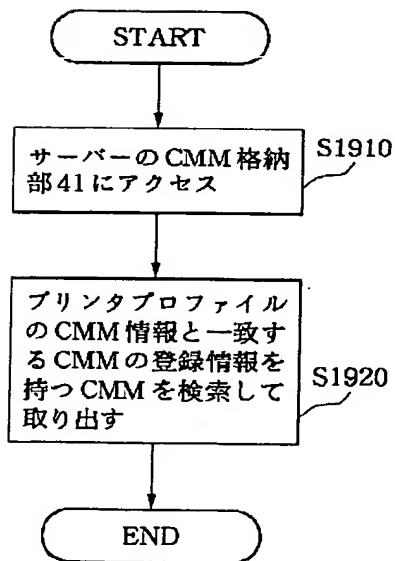 START
サーバーのCMM格納
部41にアクセス
S1910
プリンタプロファイル
のCMM情報と一致す
るCMMの登録情報を
持つCMMを検索して
取り出す
S1920
END